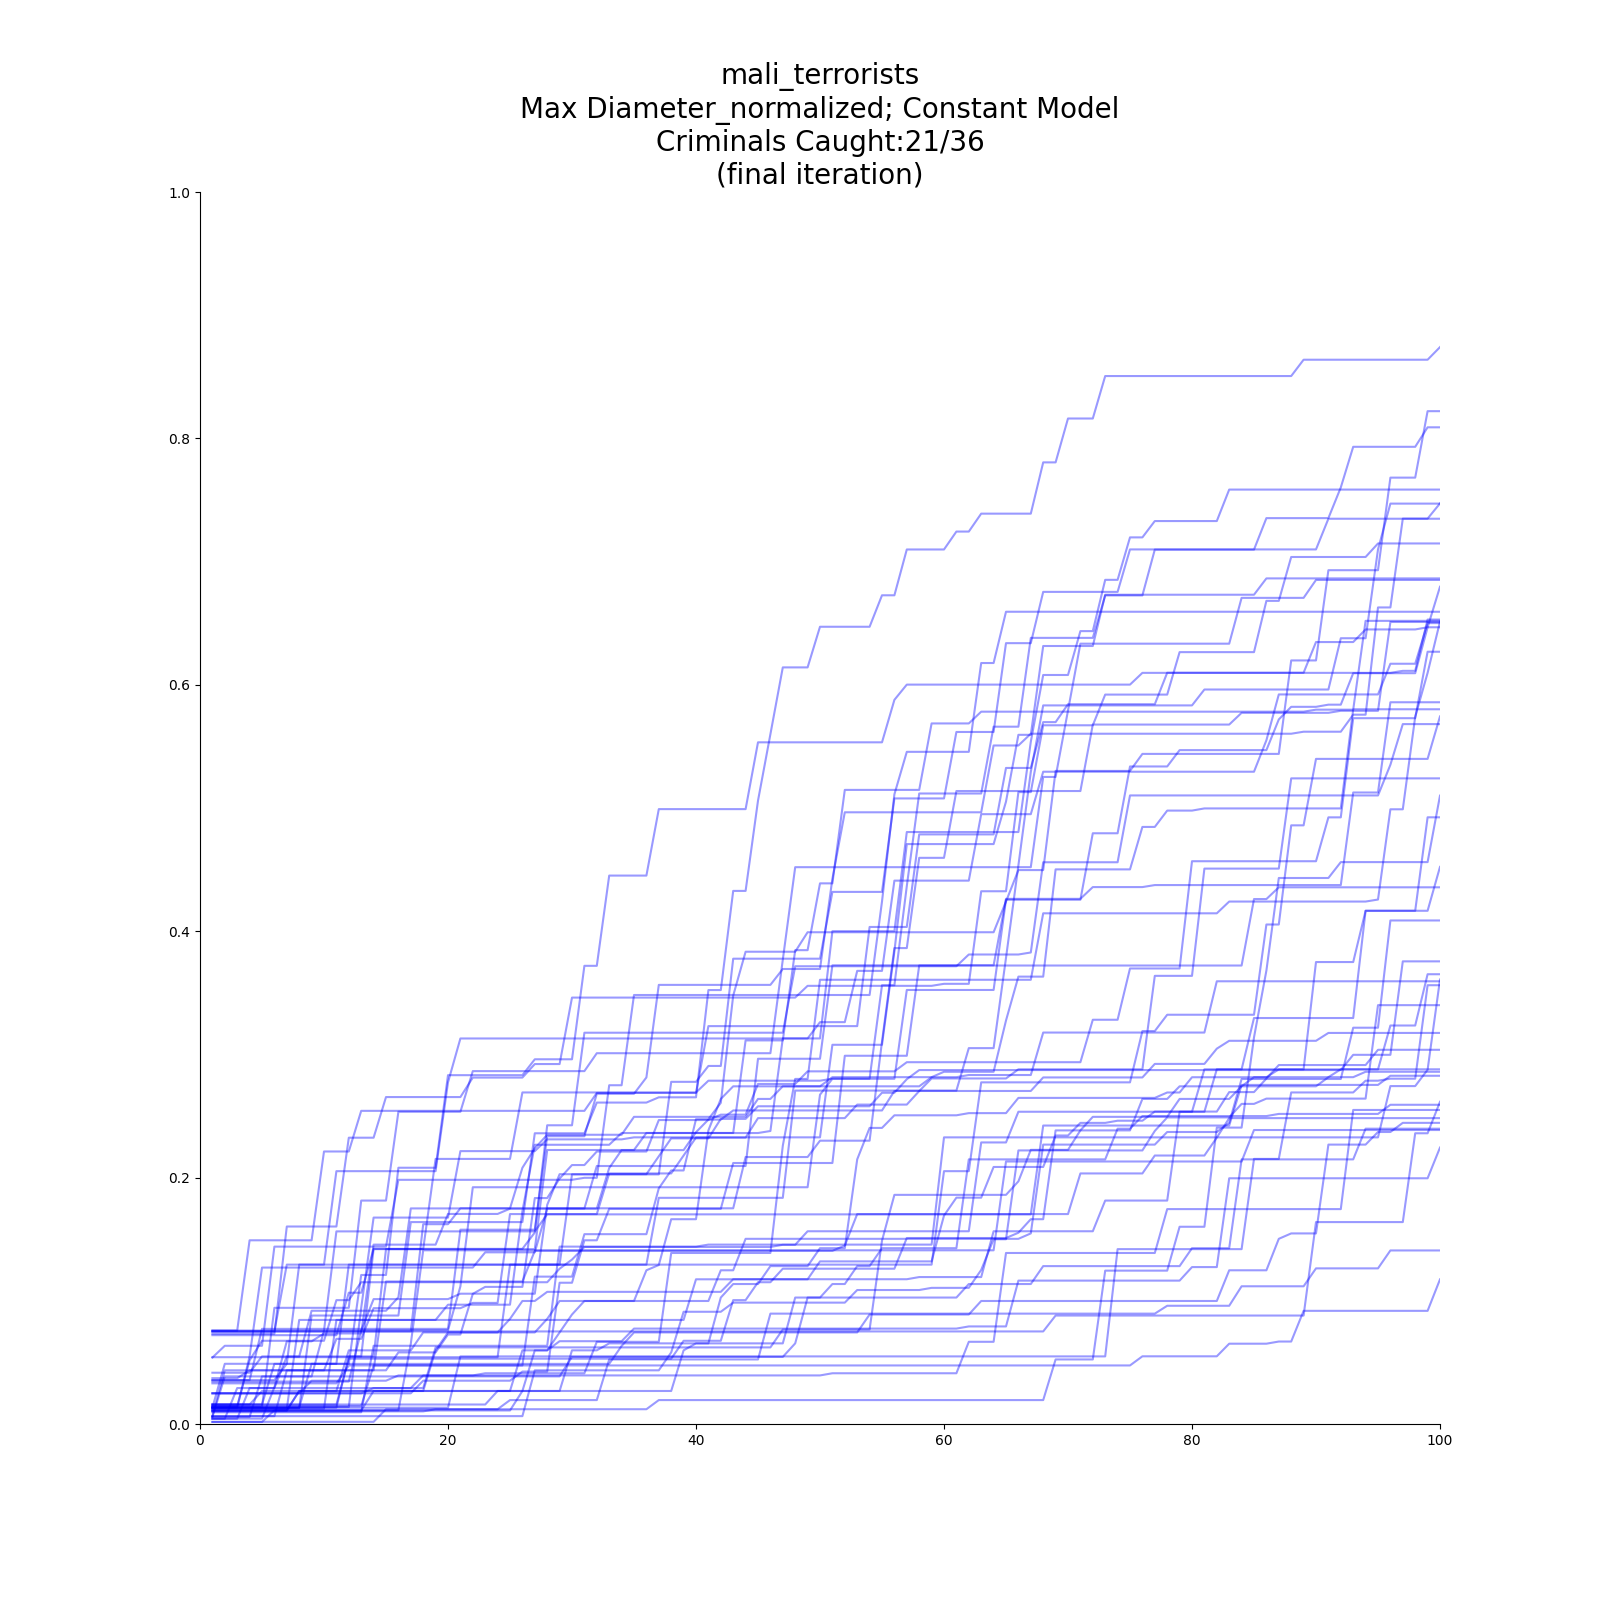 mali_terrorists
Max Diameter_normalized; Constant Model
Criminals Caught:21/36
(final iteration)
1.0
0.8
0.6
0.4
0.2
0.0
0 20 40 60 80 100